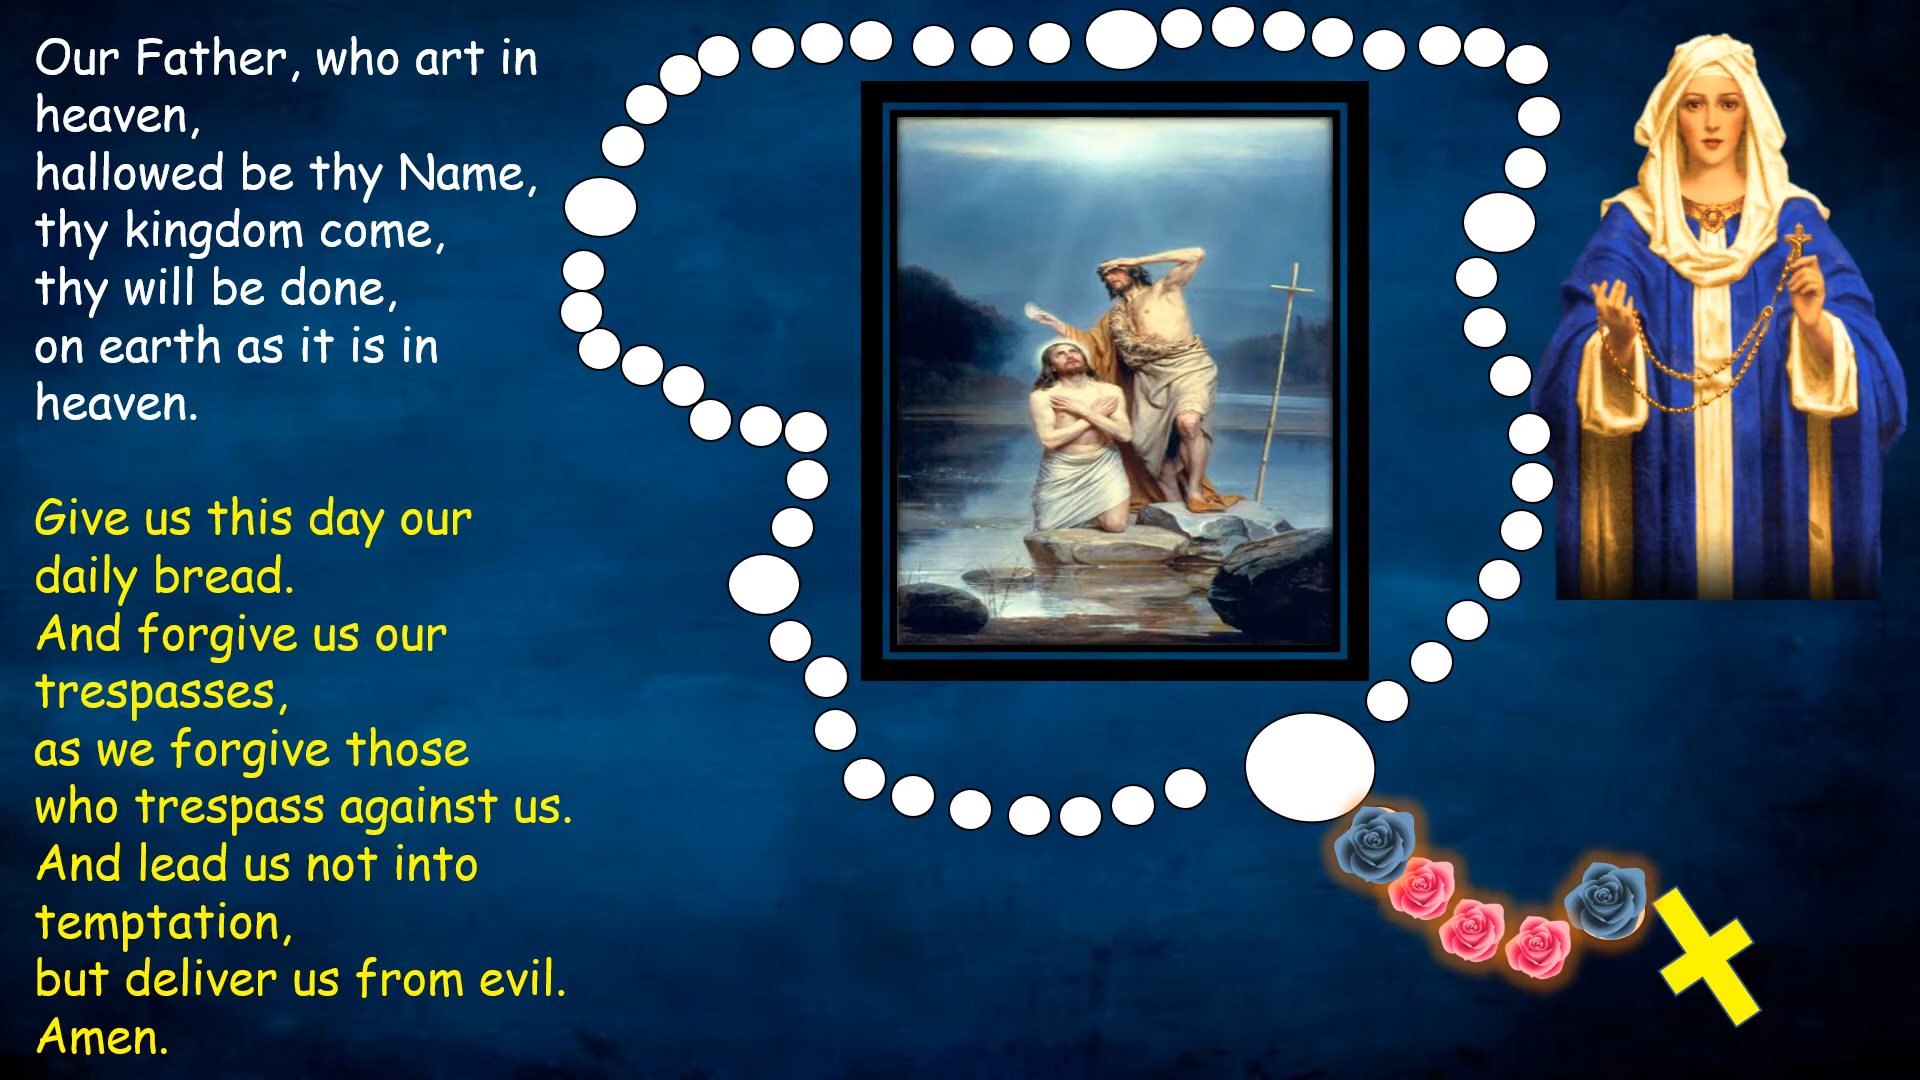 Our Father, who art in
heaven,
hallowed be thy Name,
thy kingdom come,
thy will be done,
on earth as it is in
heaven.
Give us this day our
daily bread.
And forgive us our
trespasses,
as we forgive those
who trespass against us.
And lead us not into
temptation,
but deliver us from evil.
Amen.